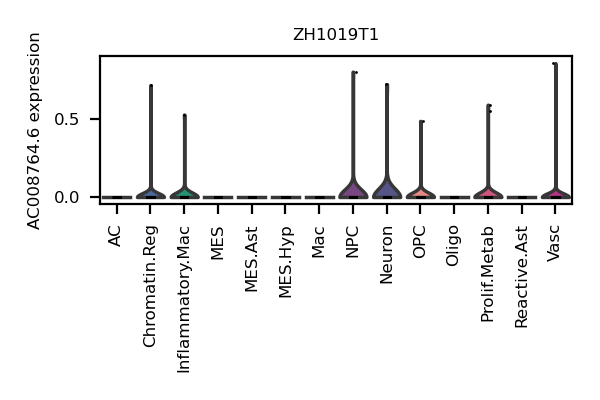 ZH1019T1
AC008764.6 expression
0.5
0.0
AC
Chromatin.Reg
Inflammatory.Mac
MES
MES.Ast
MES.Hyp
Mac
NPC
Neuron
OPC
Oligo
Prolif.Metab
Reactive.Ast
Vasc